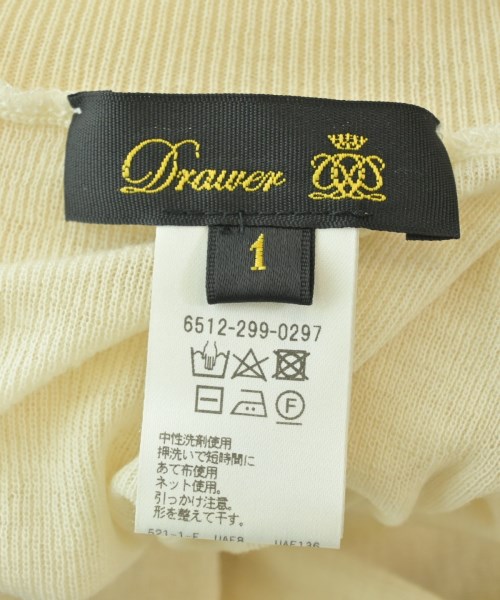 Drawer
1
6512-299-0297
F
中性洗剤使用
押洗いで短時間に
あて布使用
ネット使用。
引っかけ注意。
形を整えて干す。